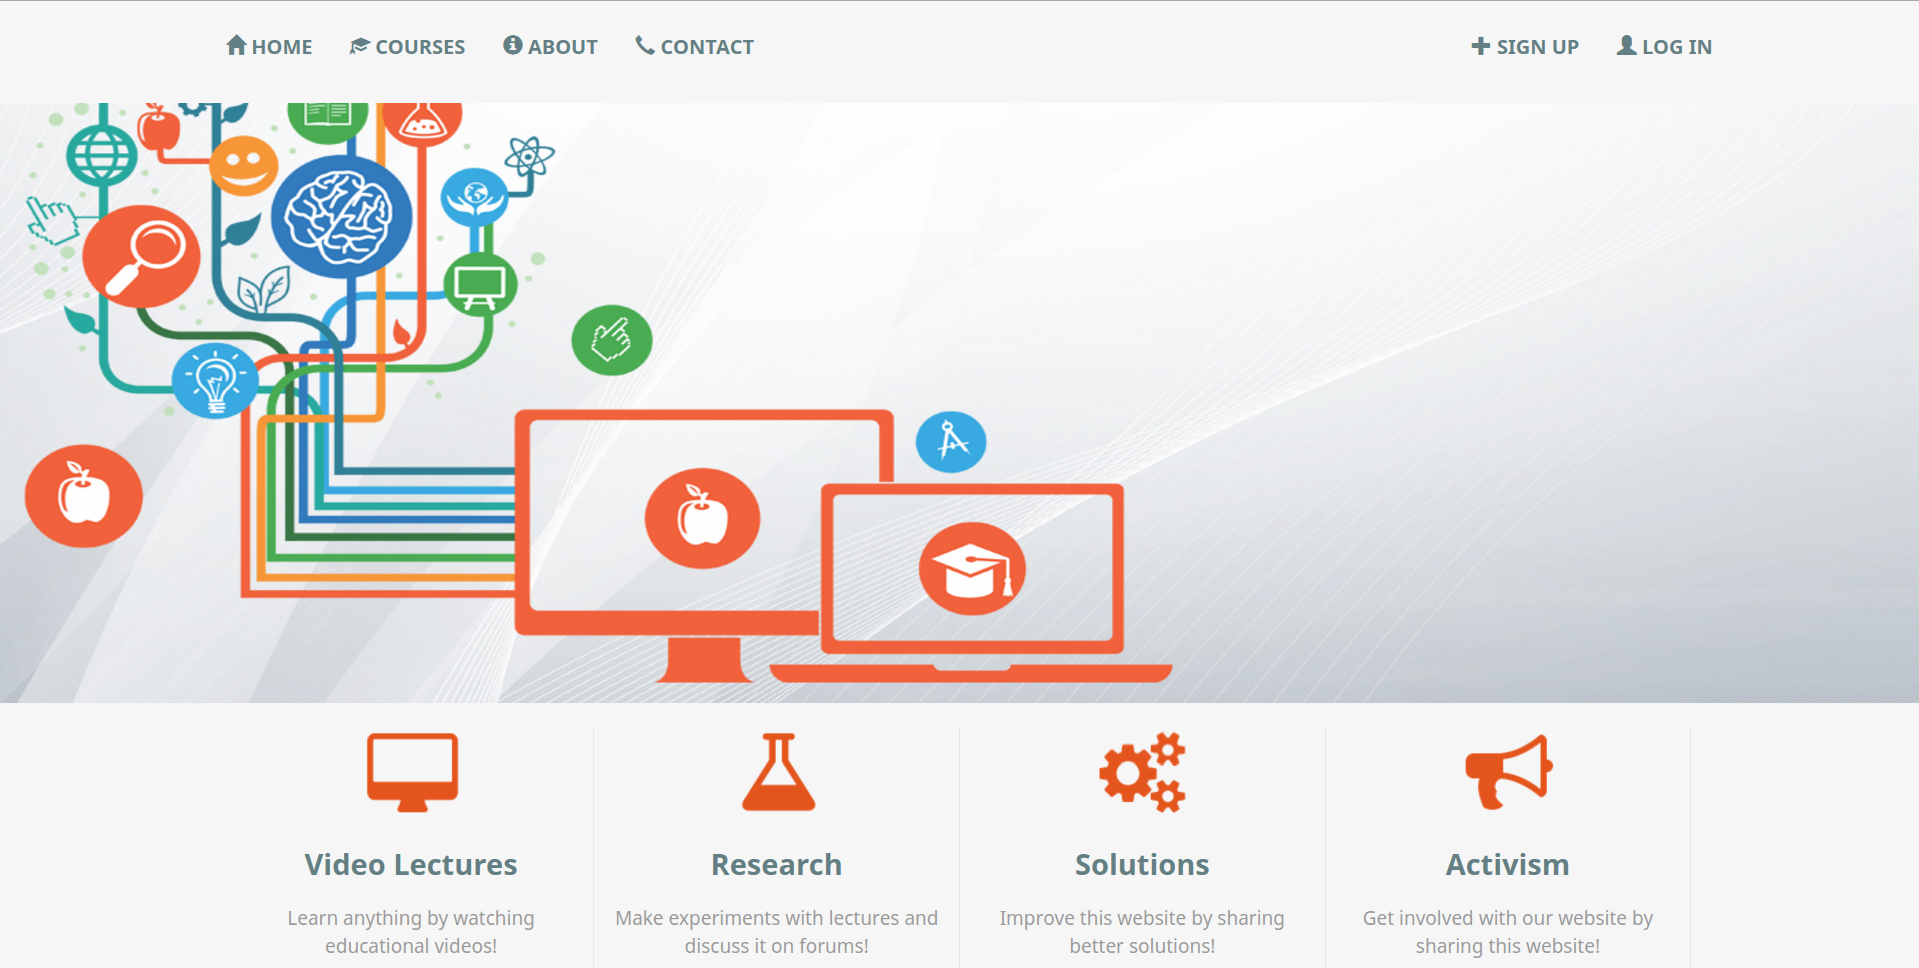 HOME COURSES ABOUT CONTACT SIGN UP LOG IN
Video Lectures
Learn anything by watching
educational videos!
Research
Make experiments with lectures and
discuss it on forums!
Solutions
Improve this website by sharing
better solutions!
Activism
Get involved with our website by
sharing this website!